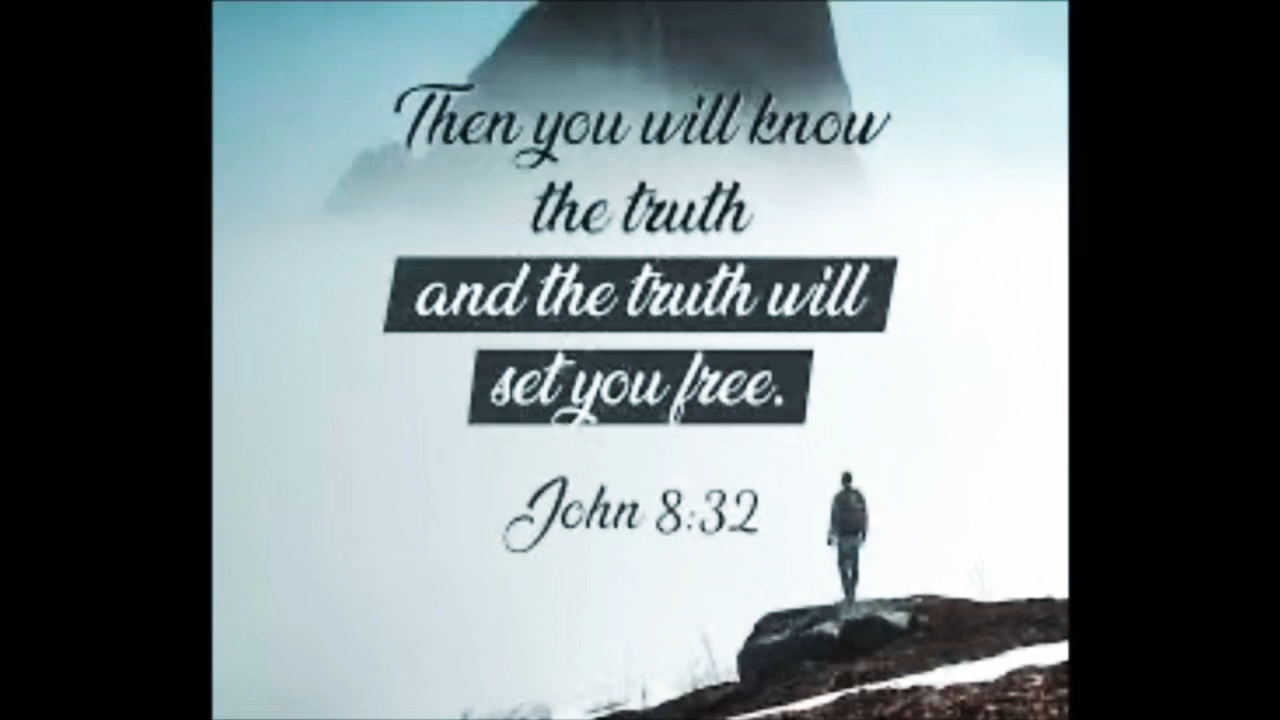 Then you will know
the truth
and the truth will
set you free.
John 8:32